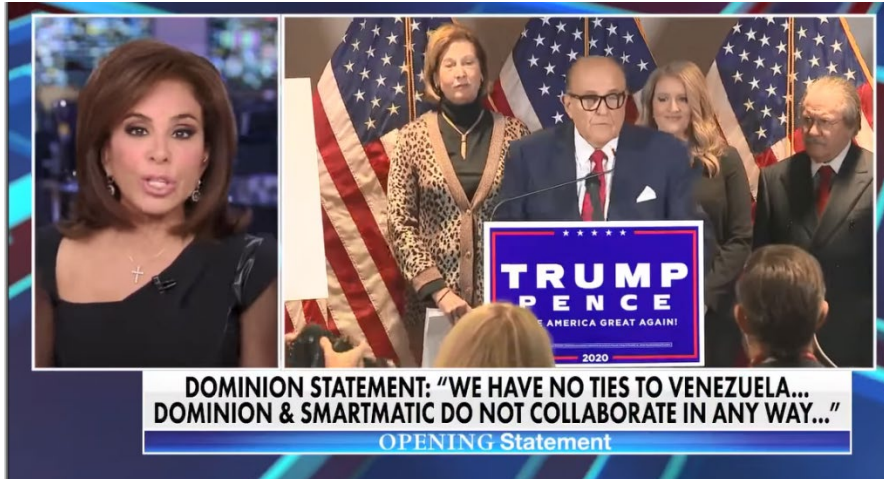 TRUMP
PENCE
E AMERICA GREAT AGAIN!
2020
DOMINION STATEMENT: “WE HAVE NO TIES TO VENEZUELA...
DOMINION & SMARTMATIC DO NOT COLLABORATE IN ANY WAY...”
OPENING Statement